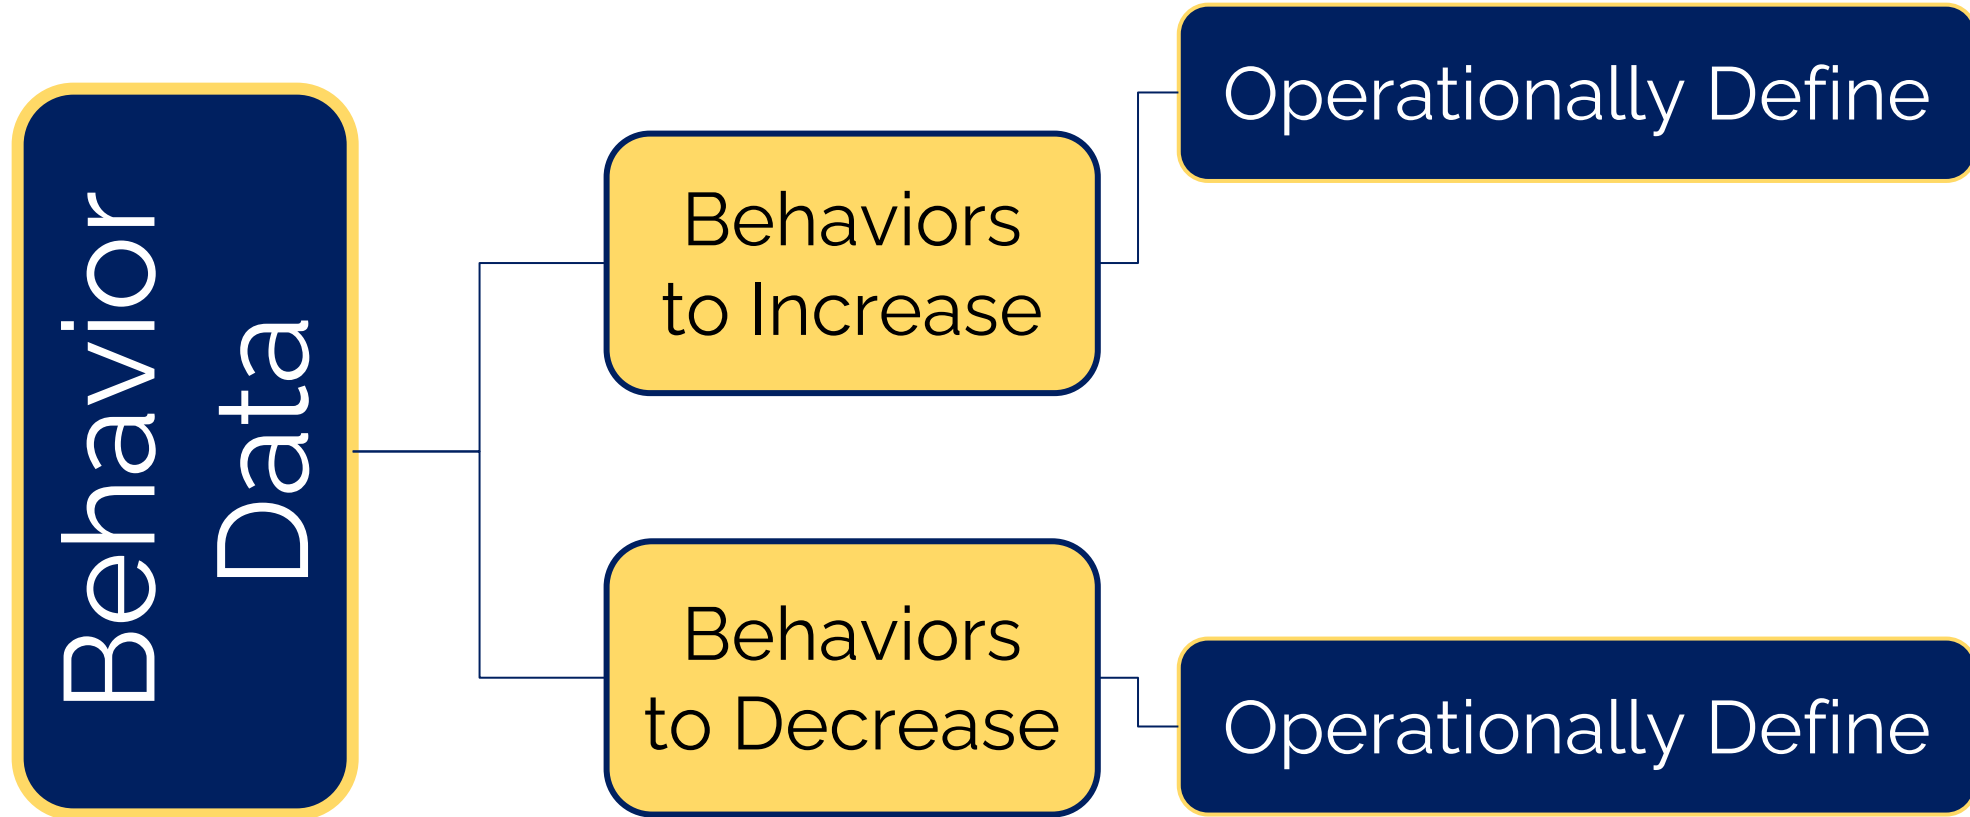 Behavior
Data
Behaviors
to Increase
Operationally Define
Behaviors
to Decrease
Operationally Define